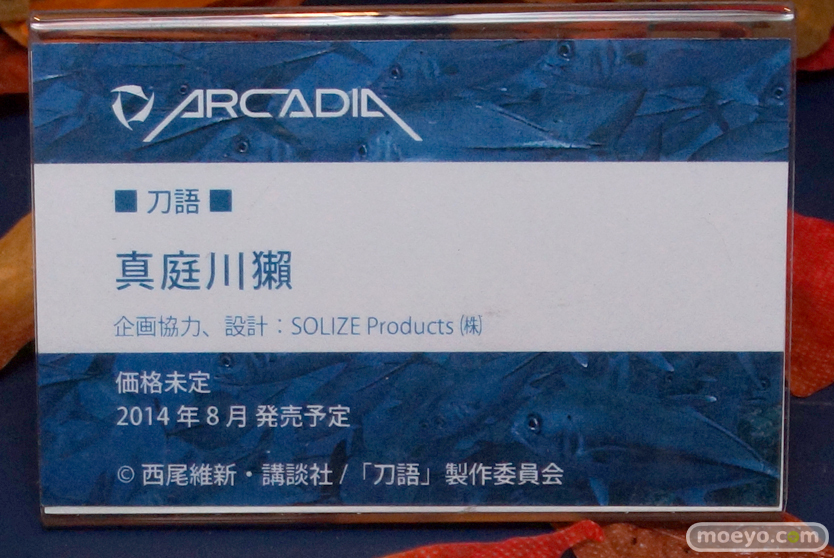 ARCADIA
■ 刀語 ■
真庭川獺
企画協力、設計：SOLIZE Products ㈱
価格未定
2014 年 8 月 発売予定
© 西尾維新・講談社 /「刀語」製作委員会
moeyo.com